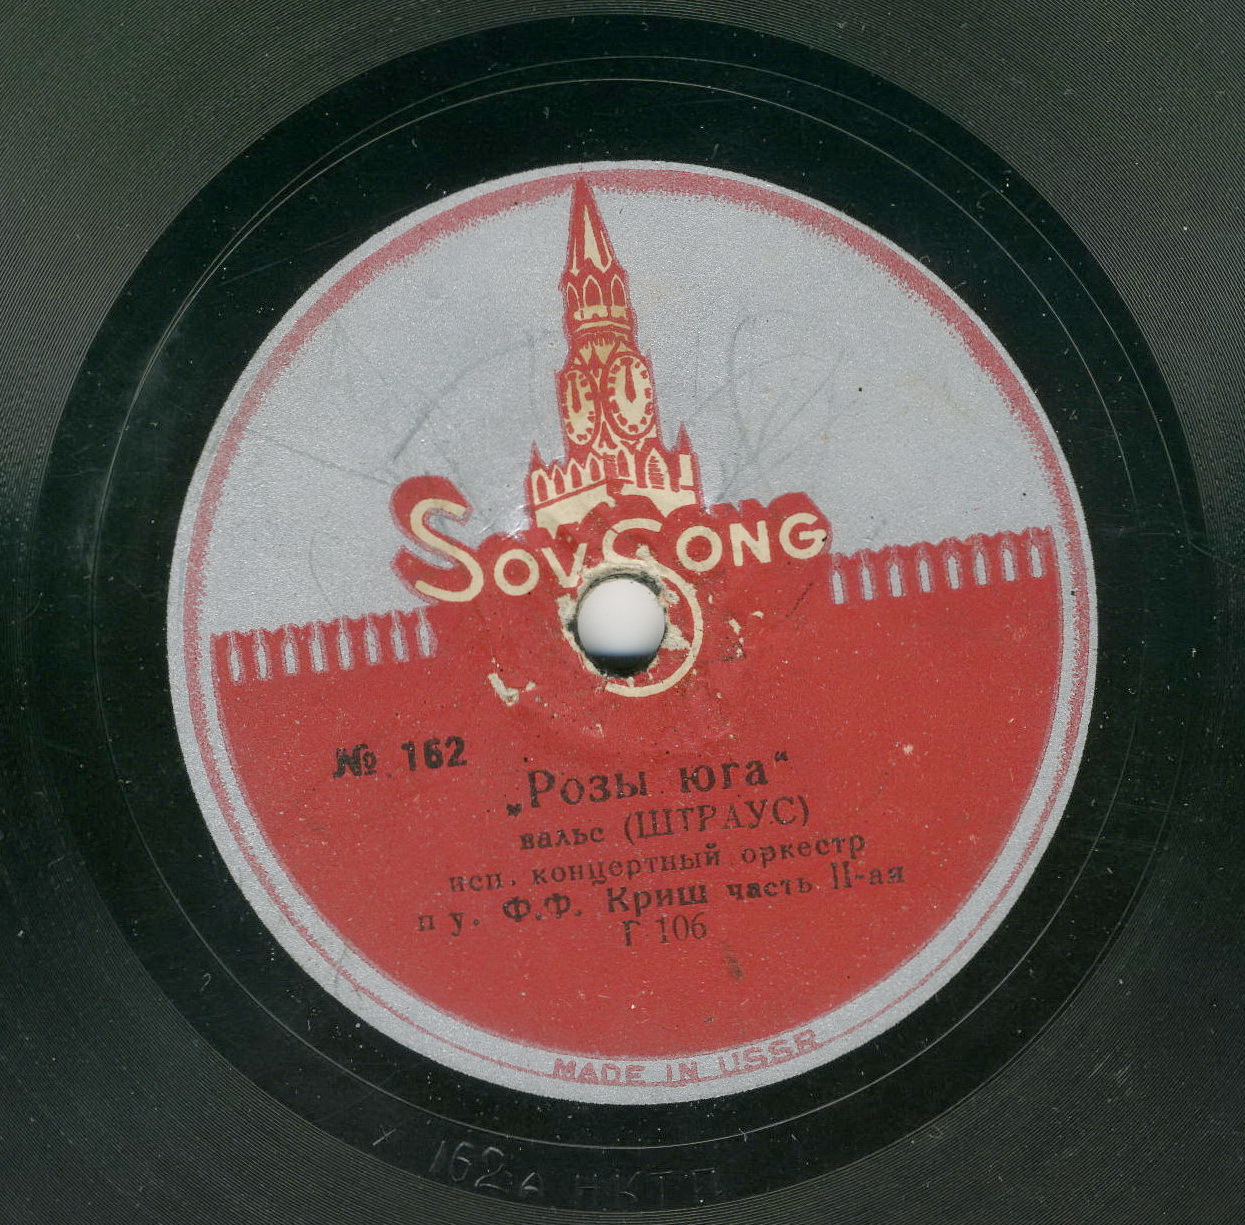 SOVSONG
№ 162
„Розы юга“
вальс (ШТРАУС)
исп. концертный оркестр
п у. Ф.Ф. Криш часть II-ая
Г 106
MADE IN USSR
162 А НКТП